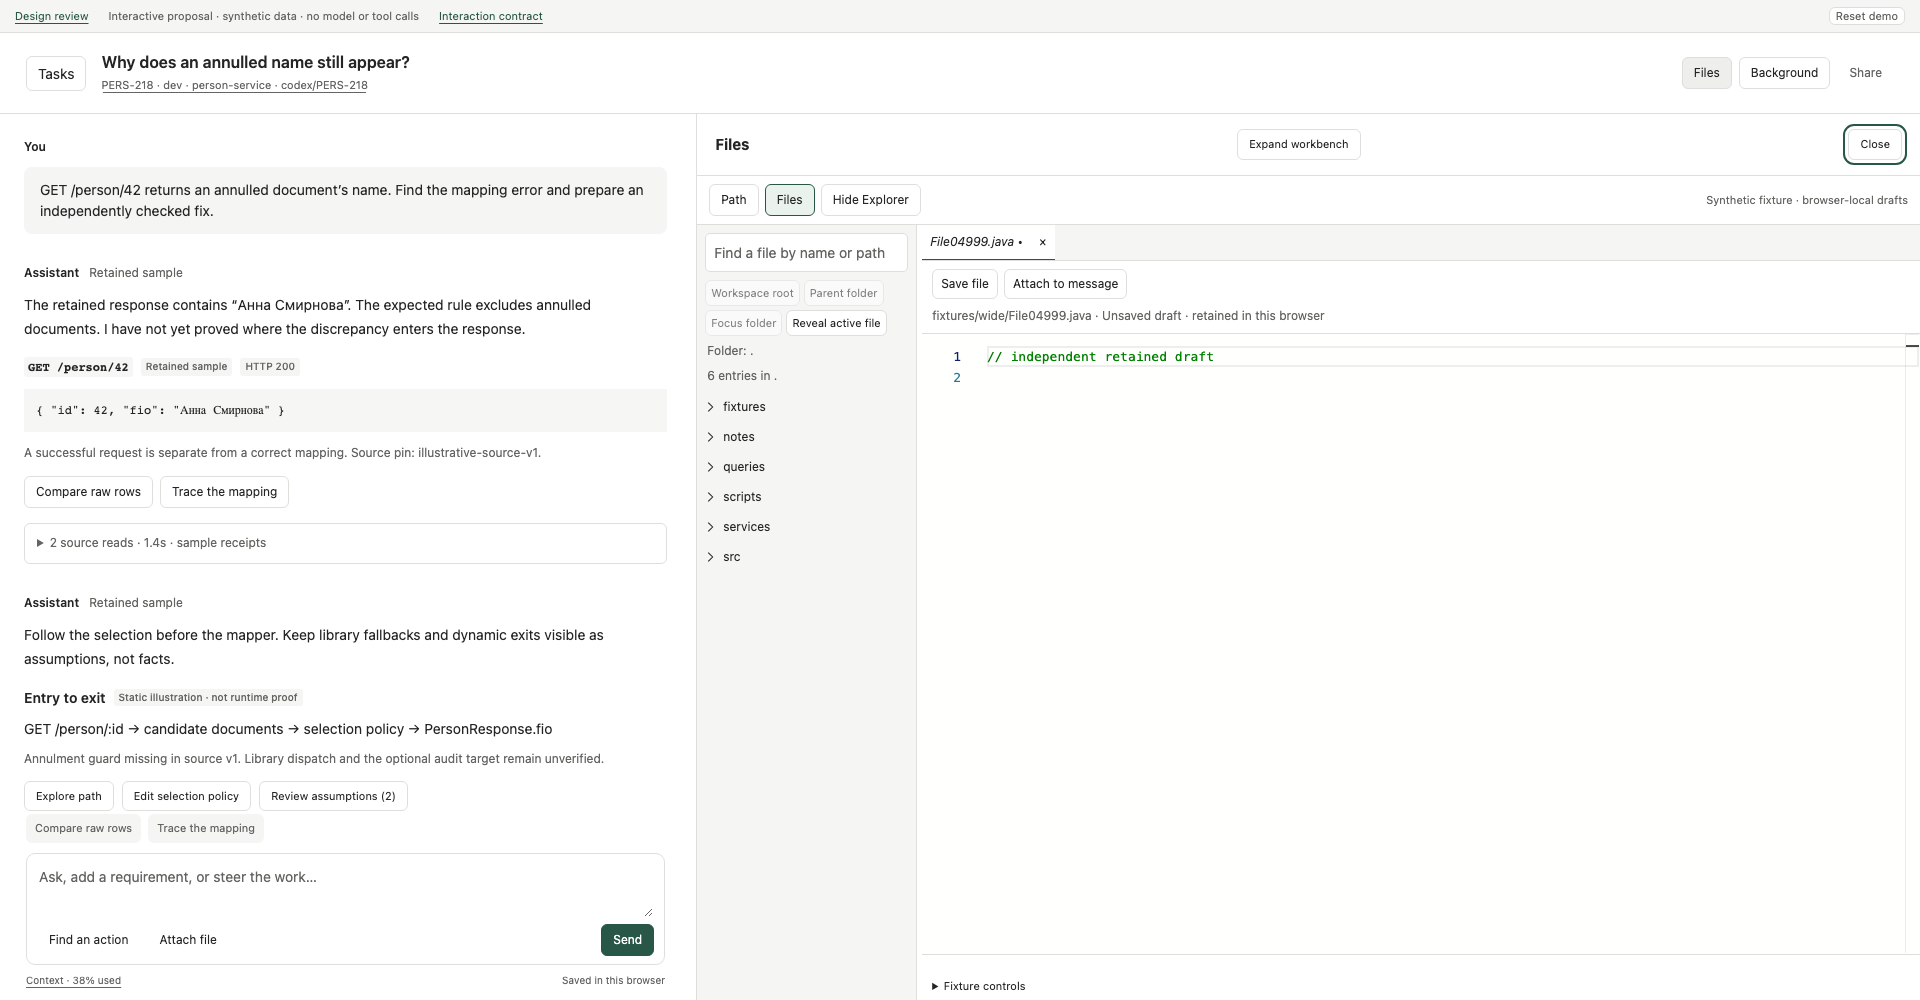 Design review
Interactive proposal · synthetic data · no model or tool calls
Interaction contract
Reset demo
Tasks
Why does an annulled name still appear?
PERS-218 · dev · person-service · codex/PERS-218
Files
Background
Share
You
GET /person/42 returns an annulled document’s name. Find the mapping error and prepare an
independently checked fix.
Assistant Retained sample
The retained response contains “Анна Смирнова”. The expected rule excludes annulled
documents. I have not yet proved where the discrepancy enters the response.
GET /person/42 Retained sample HTTP 200
{ "id": 42, "fio": "Анна Смирнова" }
A successful request is separate from a correct mapping. Source pin: illustrative-source-v1.
Compare raw rows
Trace the mapping
2 source reads · 1.4s · sample receipts
Assistant Retained sample
Follow the selection before the mapper. Keep library fallbacks and dynamic exits visible as
assumptions, not facts.
Entry to exit Static illustration · not runtime proof
GET /person/:id → candidate documents → selection policy → PersonResponse.fio
Annulment guard missing in source v1. Library dispatch and the optional audit target remain unverified.
Explore path
Edit selection policy
Review assumptions (2)
Compare raw rows
Trace the mapping
Ask, add a requirement, or steer the work...
Find an action
Attach file
Send
Context · 38% used
Saved in this browser
Files
Expand workbench
Close
Path
Files
Hide Explorer
Synthetic fixture · browser-local drafts
Find a file by name or path
Workspace root
Parent folder
Focus folder
Reveal active file
Folder: .
6 entries in .
fixtures
notes
queries
scripts
services
src
File04999.java • ×
Save file
Attach to message
fixtures/wide/File04999.java · Unsaved draft · retained in this browser
1 // independent retained draft
2
Fixture controls